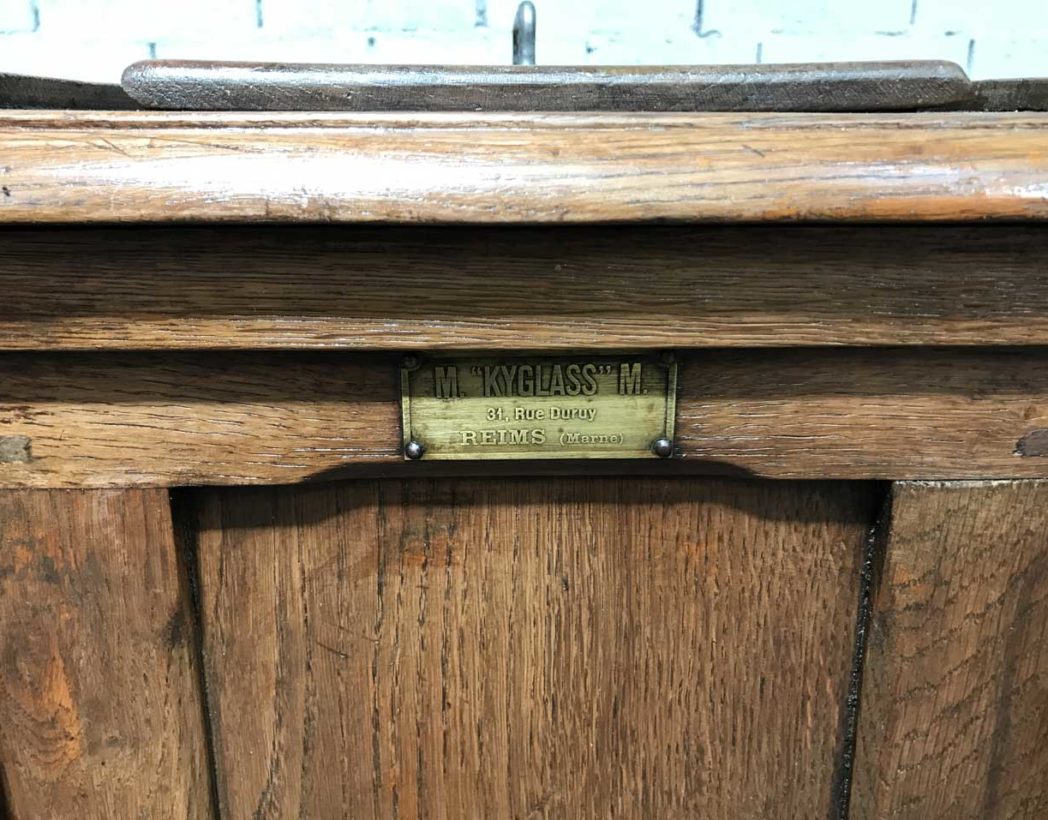 M. "KYGLASS" M.
31, Rue Duruy
REIMS (Marne)